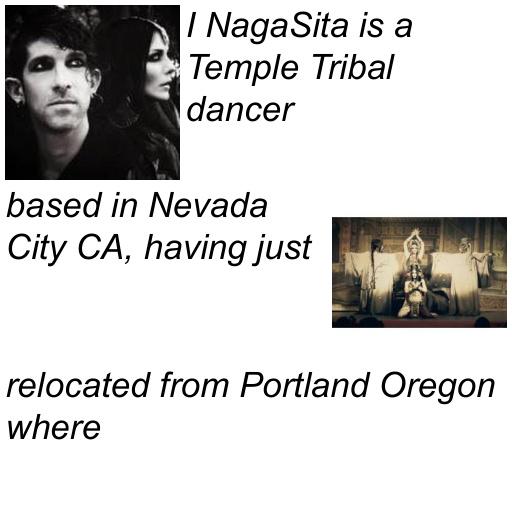 I NagaSita is a
Temple Tribal
dancer
based in Nevada
City CA, having just
relocated from Portland Oregon
where